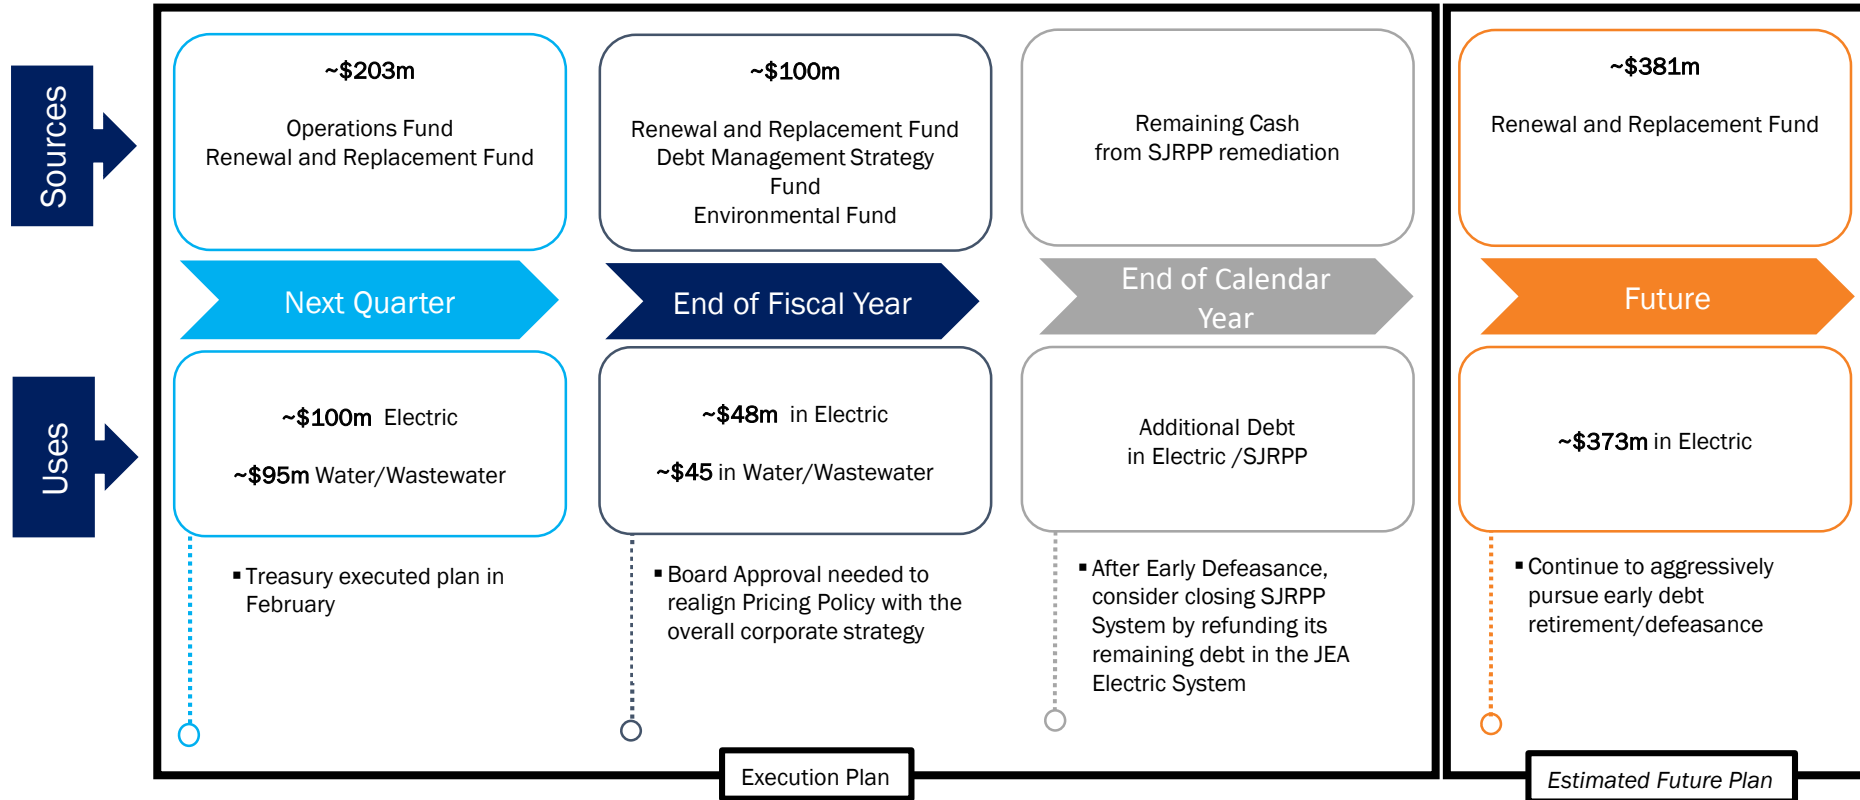 Sources
~$203m
Operations Fund
Renewal and Replacement Fund
~$100m
Renewal and Replacement Fund
Debt Management Strategy
Fund
Environmental Fund
Remaining Cash
from SJRPP remediation
~$381m
Renewal and Replacement Fund
Next Quarter
End of Fiscal Year
End of Calendar
Year
Future
Uses
~$100m Electric
~$95m Water/Wastewater
~$48m in Electric
~$45 in Water/Wastewater
Additional Debt
in Electric /SJRPP
~$373m in Electric
▪ Treasury executed plan in
February
▪ Board Approval needed to
realign Pricing Policy with the
overall corporate strategy
▪ After Early Defeasance,
consider closing SJRPP
System by refunding its
remaining debt in the JEA
Electric System
▪ Continue to aggressively
pursue early debt
retirement/defeasance
Execution Plan
Estimated Future Plan